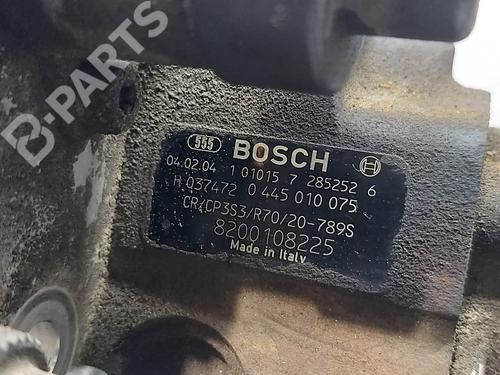 B-PARTS
555 BOSCH
04.02.04 1 01015 7 285252 6
H 037472 0 445 010 075
CR/CP3S3/R70/20-789S
8200108225
Made in Italy
B-PARTS